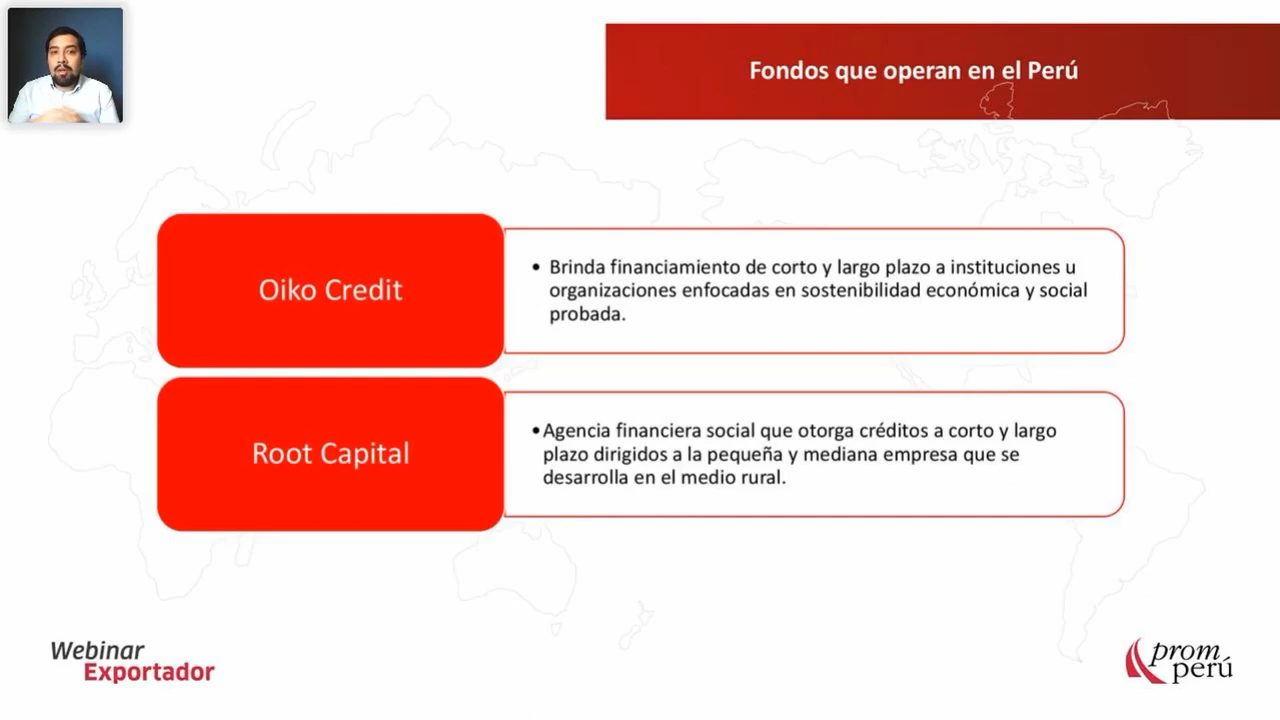 Fondos que operan en el Perú
Oiko Credit
• Brinda financiamiento de corto y largo plazo a instituciones u
organizaciones enfocadas en sostenibilidad económica y social
probada.
Root Capital
•Agencia financiera social que otorga créditos a corto y largo
plazo dirigidos a la pequeña y mediana empresa que se
desarrolla en el medio rural.
Webinar
Exportador
prom
perú